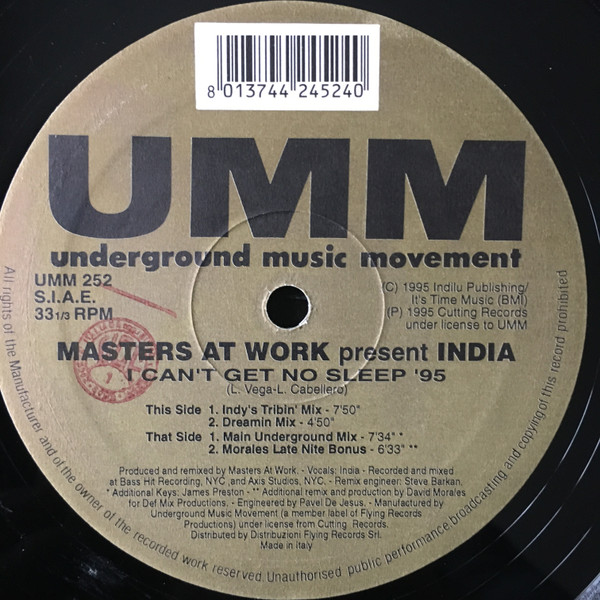 8 013744 245240
UMM
underground music movement
UMM 252
S.I.A.E.
33 1/3 RPM
(C) 1995 Indilu Publishing/
It's Time Music (BMI)
(P) 1995 Cutting Records
under license to UMM
MASTERS AT WORK present INDIA
I CAN'T GET NO SLEEP '95
(L. Vega-L. Cabellero)
This Side 1. Indy's Tribin' Mix - 7'50"
2. Dreamin Mix - 4'50"
That Side 1. Main Underground Mix - 7'34" *
2. Morales Late Nite Bonus - 6'33" **
Produced and remixed by Masters At Work. - Vocals: India - Recorded and mixed
at Bass Hit Recording, NYC ,and Axis Studios, NYC. - Remix engineer: Steve Barkan,
* Additional Keys: James Preston - ** Additional remix and production by David Morales
for Def Mix Productions. - Engineered by Pavel De Jesus. - Manufactured by
Underground Music Movement (a member label of Flying Records
Productions) under license from Cutting Records.
Distributed by Distribuzioni Flying Records Srl.
Made in Italy
All rights of the Manufacturer and of the owner of the recorded work reserved. Unauthorised public performance,broadcasting and copying of this record prohibited